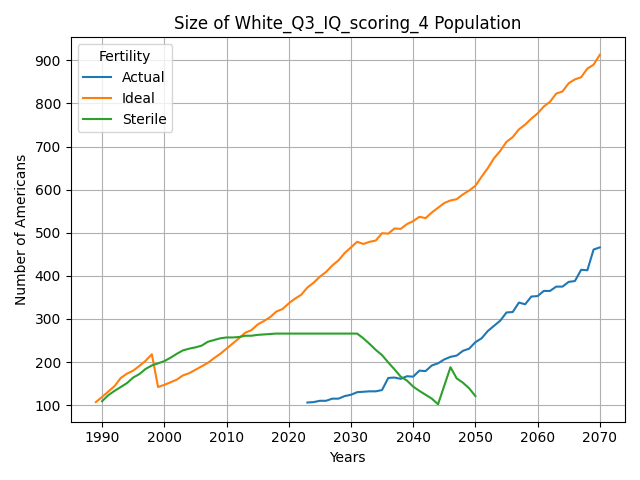 Size of White_Q3_IQ_scoring_4 Population
Fertility
Actual
Ideal
Sterile
Number of Americans
900
800
700
600
500
400
300
200
100
1990 2000 2010 2020 2030 2040 2050 2060 2070
Years